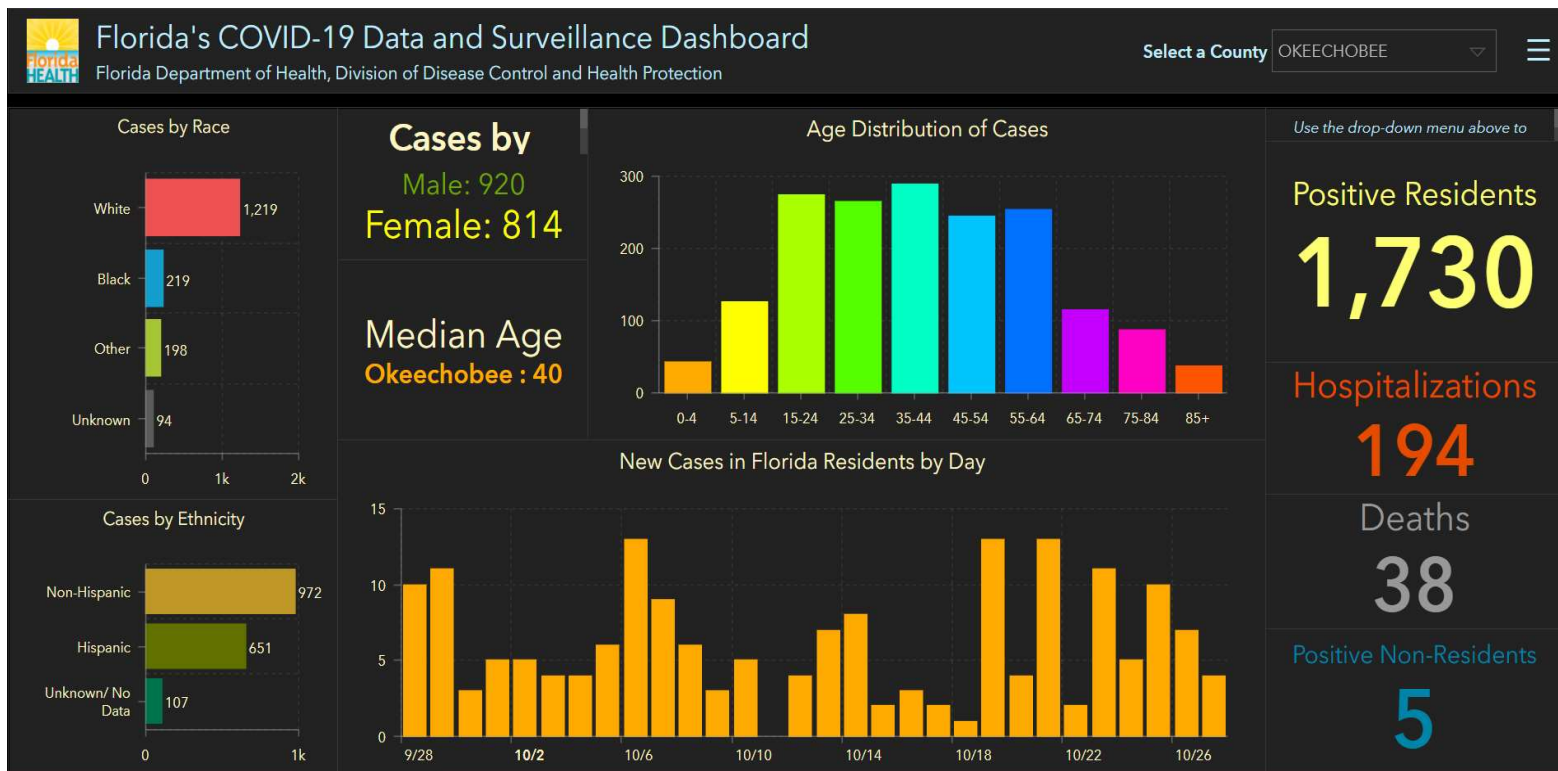 Florida HEALTH
Florida's COVID-19 Data and Surveillance Dashboard
Florida Department of Health, Division of Disease Control and Health Protection
Select a County OKEECHOBEE
Cases by Race
White 1,219
Black 219
Other 198
Unknown 94
0 1k 2k
Cases by Ethnicity
Non-Hispanic 972
Hispanic 651
Unknown/ No
Data 107
0 1k
Cases by
Male: 920
Female: 814
Median Age
Okeechobee : 40
Age Distribution of Cases
300
200
100
0
0-4 5-14 15-24 25-34 35-44 45-54 55-64 65-74 75-84 85+
New Cases in Florida Residents by Day
15
10
5
0
9/28 10/2 10/6 10/10 10/14 10/18 10/22 10/26
Use the drop-down menu above to
Positive Residents
1,730
Hospitalizations
194
Deaths
38
Positive Non-Residents
5